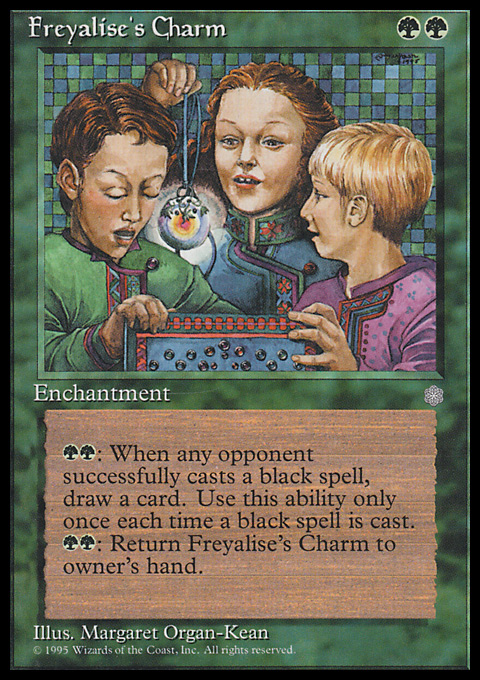 Freyalise's Charm
Enchantment
: When any opponent
successfully casts a black spell,
draw a card. Use this ability only
once each time a black spell is cast.
: Return Freyalise's Charm to
owner's hand.
Illus. Margaret Organ-Kean
© 1995 Wizards of the Coast, Inc. All rights reserved.